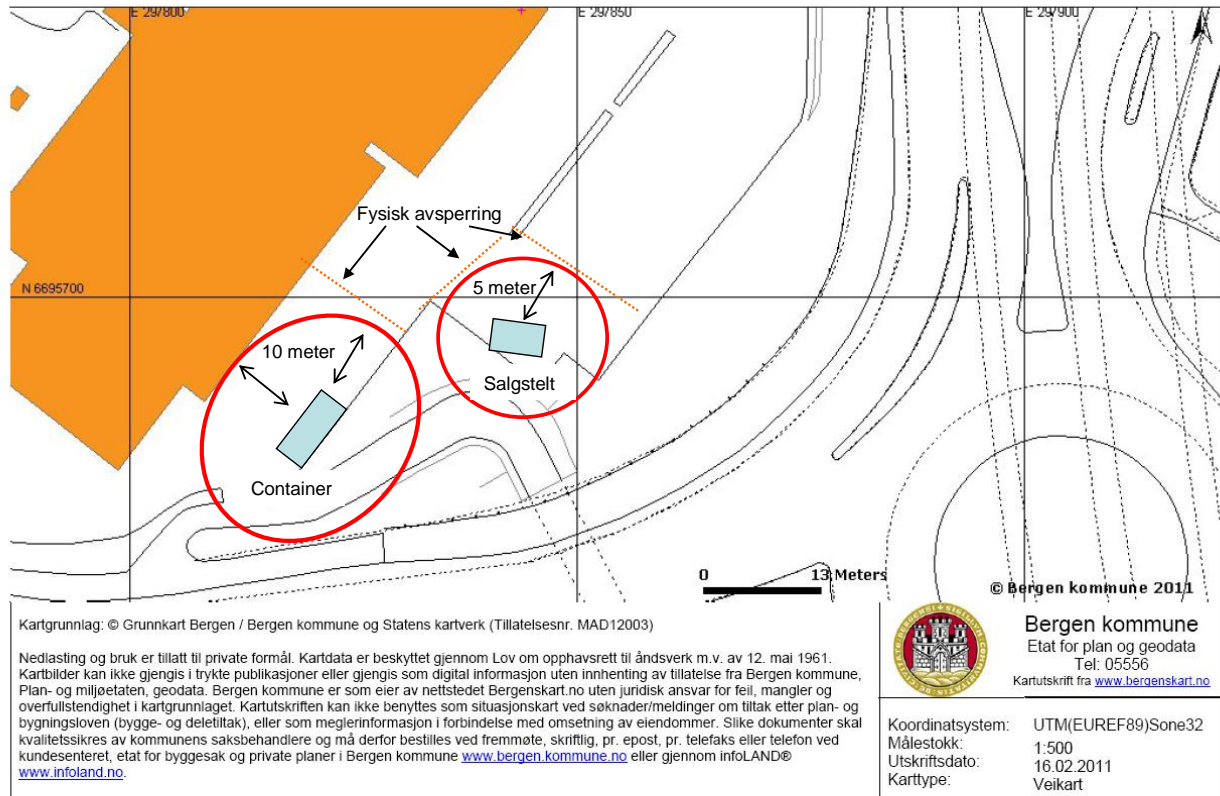 E 297800
E 297850
E 297900
Fysisk avsperring
N 6695700
5 meter
10 meter
Salgstelt
Container
0 13 Meters
© Bergen kommune 2011
Kartgrunnlag: © Grunnkart Bergen / Bergen kommune og Statens kartverk (Tillatelsesnr. MAD12003)
Nedlasting og bruk er tillatt til private formål. Kartdata er beskyttet gjennom Lov om opphavsrett til åndsverk m.v. av 12. mai 1961.
Kartbilder kan ikke gjengis i trykte publikasjoner eller gjengis som digital informasjon uten innhenting av tillatelse fra Bergen kommune,
Plan- og miljøetaten, geodata. Bergen kommune er som eier av nettstedet Bergenskart.no uten juridisk ansvar for feil, mangler og
overfullstendighet i kartgrunnlaget. Kartutskriften kan ikke benyttes som situasjonskart ved søknader/meldinger om tiltak etter plan- og
bygningsloven (bygge- og deletiltak), eller som meglerinformasjon i forbindelse med omsetning av eiendommer. Slike dokumenter skal
kvalitetssikres av kommunens saksbehandlere og må derfor bestilles ved fremmøte, skriftlig, pr. epost, pr. telefaks eller telefon ved
kundesenteret, etat for byggesak og private planer i Bergen kommune www.bergen.kommune.no eller gjennom infoLAND®
www.infoland.no.
Bergen kommune
Etat for plan og geodata
Tel: 05556
Kartutskrift fra www.bergenskart.no
Koordinatsystem: UTM(EUREF89)Sone32
Målestokk: 1:500
Utskriftsdato: 16.02.2011
Karttype: Veikart